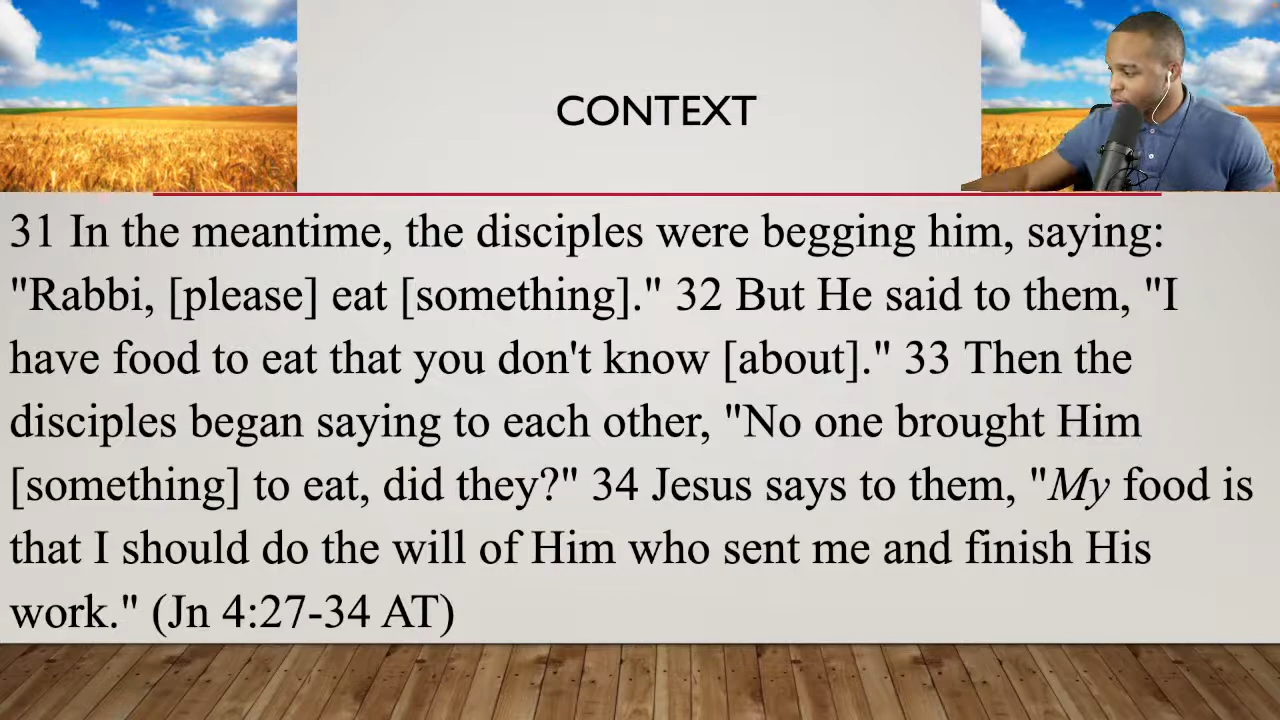 CONTEXT
31 In the meantime, the disciples were begging him, saying:
"Rabbi, [please] eat [something]." 32 But He said to them, "I
have food to eat that you don't know [about]." 33 Then the
disciples began saying to each other, "No one brought Him
[something] to eat, did they?" 34 Jesus says to them, "My food is
that I should do the will of Him who sent me and finish His
work." (Jn 4:27-34 AT)